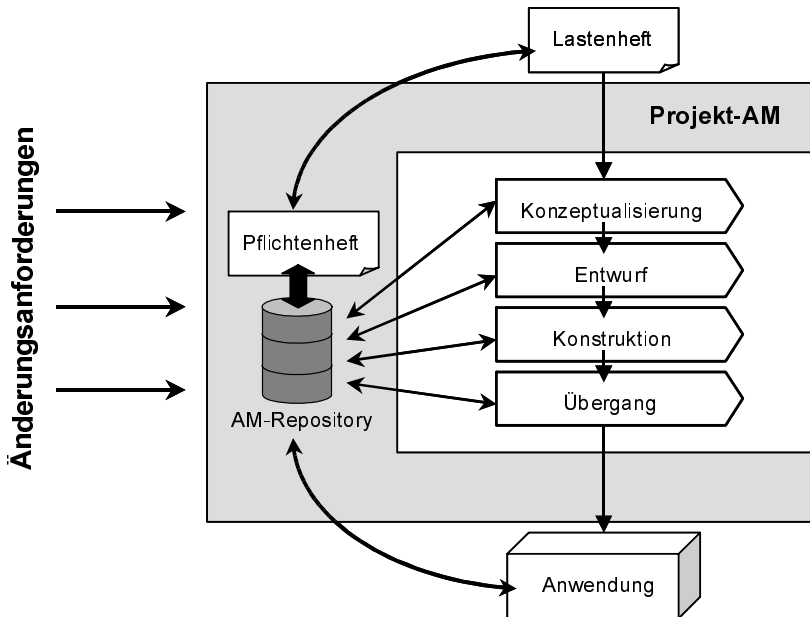 Lastenheft
Projekt-AM
Änderungsanforderungen
Konzeptualisierung
Pflichtenheft
Entwurf
Konstruktion
Übergang
AM-Repository
Anwendung